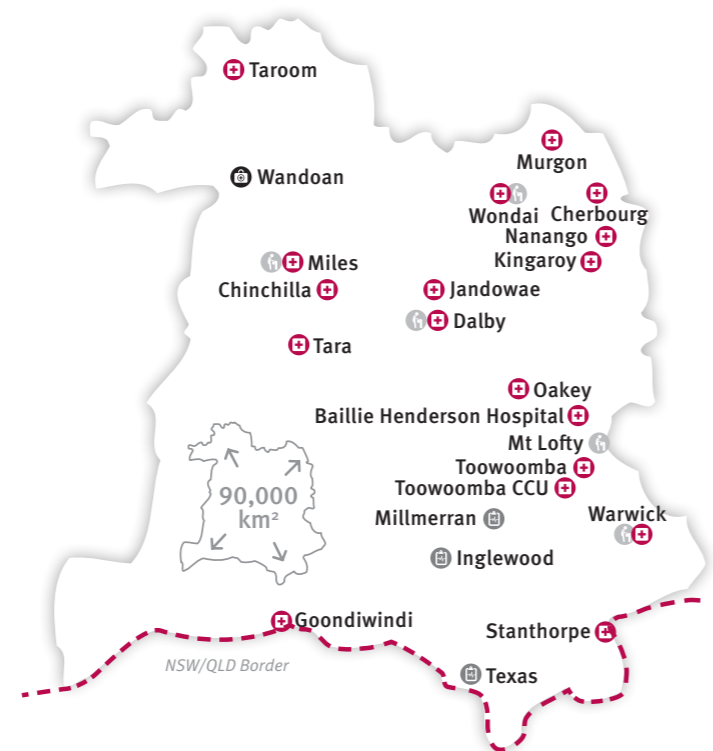 Taroom
Murgon
Wandoan
Wondai
Cherbourg
Nanango
Kingaroy
Miles
Chinchilla
Jandowae
Dalby
Tara
Oakey
Baillie Henderson Hospital
Mt Lofty
Toowoomba
Toowoomba CCU
90,000
km²
Millmerran
Warwick
Inglewood
Goondiwindi
Stanthorpe
NSW/QLD Border
Texas